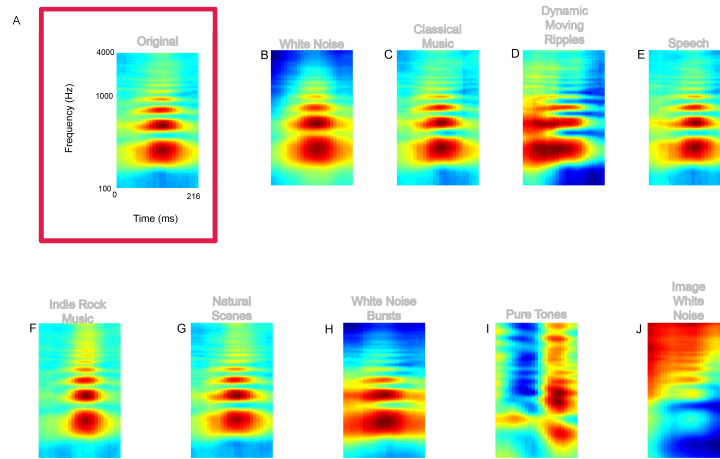 A
Original
4000
1000
100
Frequency (Hz)
0
216
Time (ms)
B
White Noise
C
Classical
Music
D
Dynamic
Moving
Ripples
E
Speech
F
Indie Rock
Music
G
Natural
Scenes
H
White Noise
Bursts
I
Pure Tones
J
Image
White
Noise